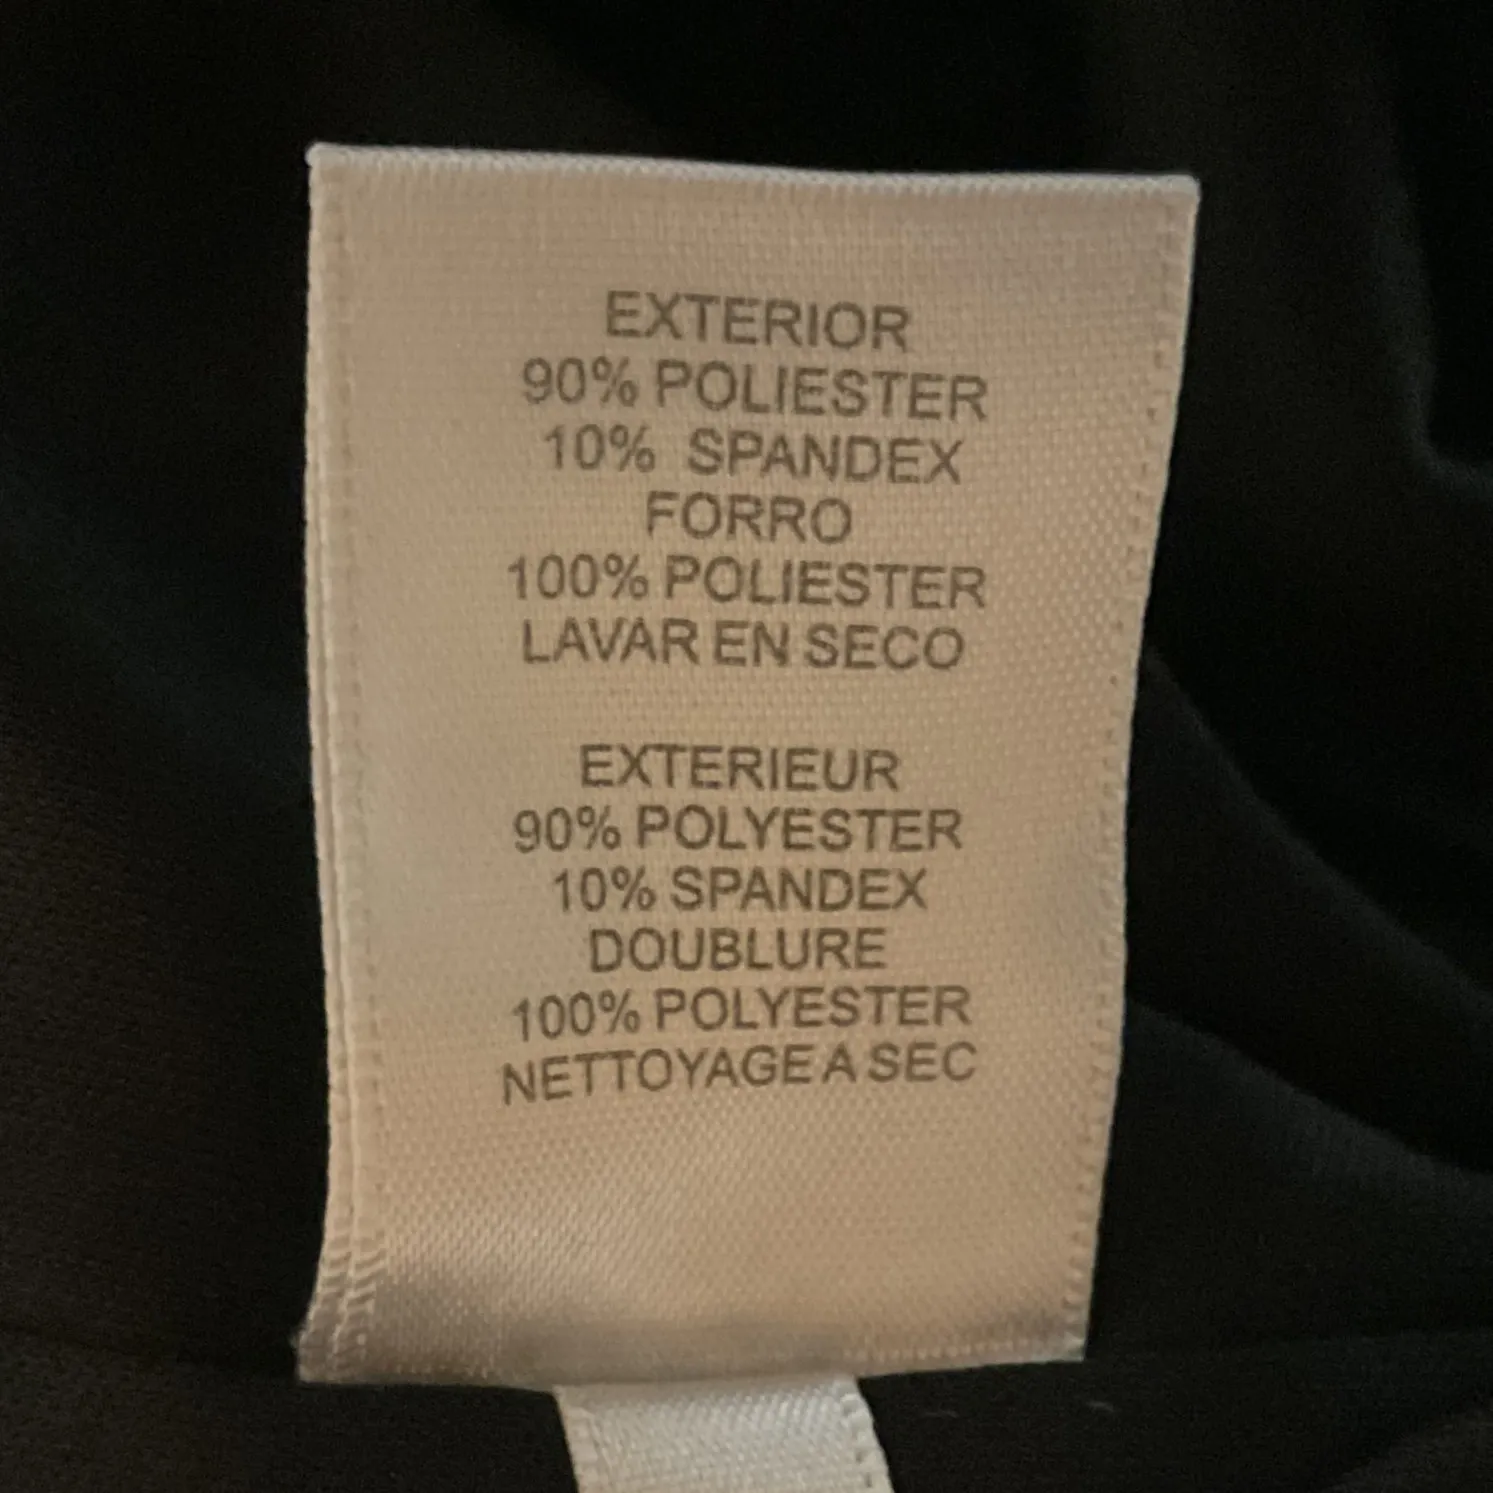 EXTERIOR
90% POLIESTER
10% SPANDEX
FORRO
100% POLIESTER
LAVAR EN SECO
EXTERIEUR
90% POLYESTER
10% SPANDEX
DOUBLURE
100% POLYESTER
NETTOYAGE A SEC